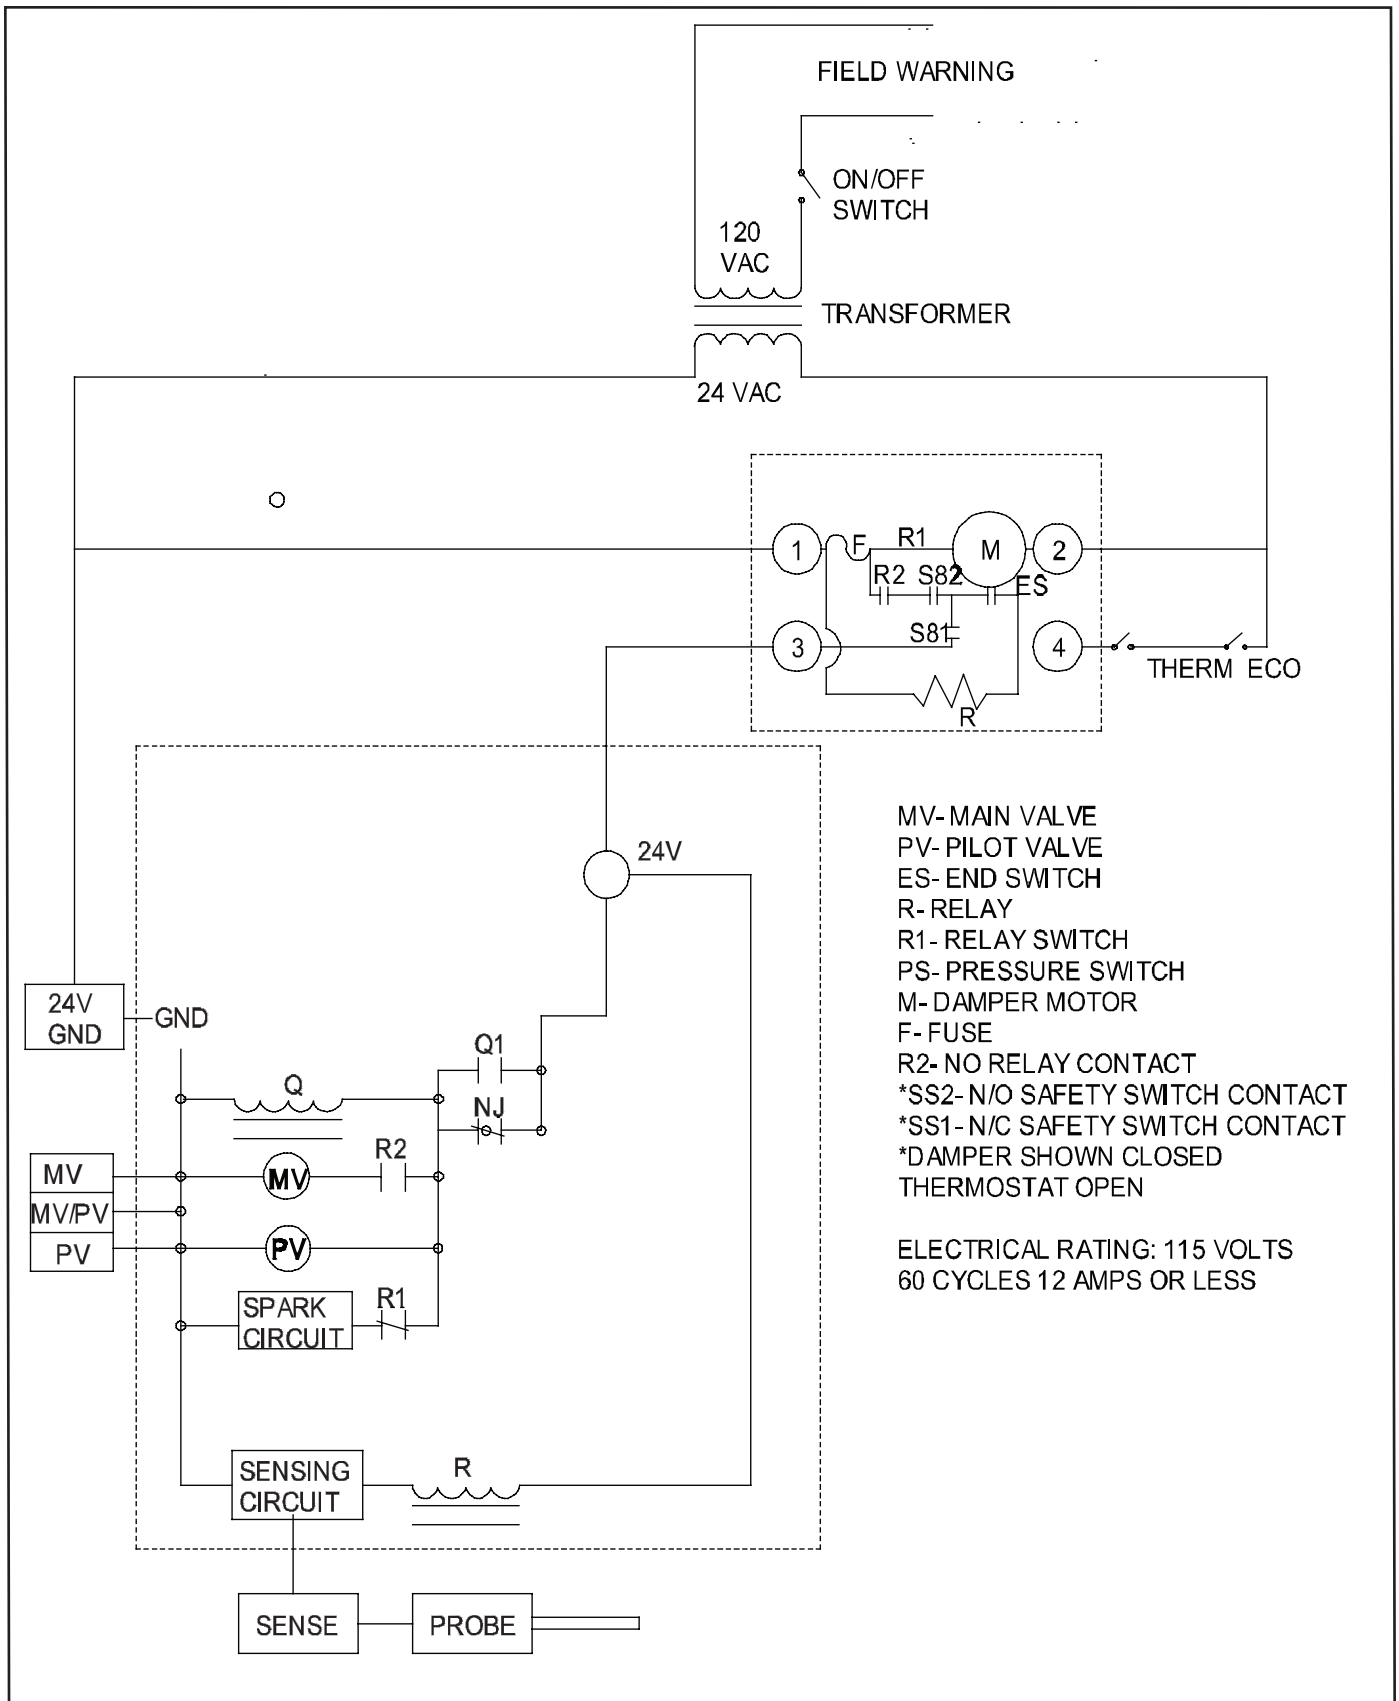 FIELD WARNING
ON/OFF
SWITCH
120
VAC
TRANSFORMER
24 VAC
1
F
R1
M
2
R2
S82
ES
3
S81
4
THERM ECO
R
24V
MV- MAIN VALVE
PV- PILOT VALVE
ES- END SWITCH
R- RELAY
R1- RELAY SWITCH
PS- PRESSURE SWITCH
M- DAMPER MOTOR
F- FUSE
R2- NO RELAY CONTACT
*SS2- N/O SAFETY SWITCH CONTACT
*SS1- N/C SAFETY SWITCH CONTACT
*DAMPER SHOWN CLOSED
THERMOSTAT OPEN
ELECTRICAL RATING: 115 VOLTS
60 CYCLES 12 AMPS OR LESS
24V
GND
GND
Q1
Q
NJ
R2
MV
MV
MV/PV
PV
PV
SPARK
CIRCUIT
R1
SENSING
CIRCUIT
R
SENSE
PROBE